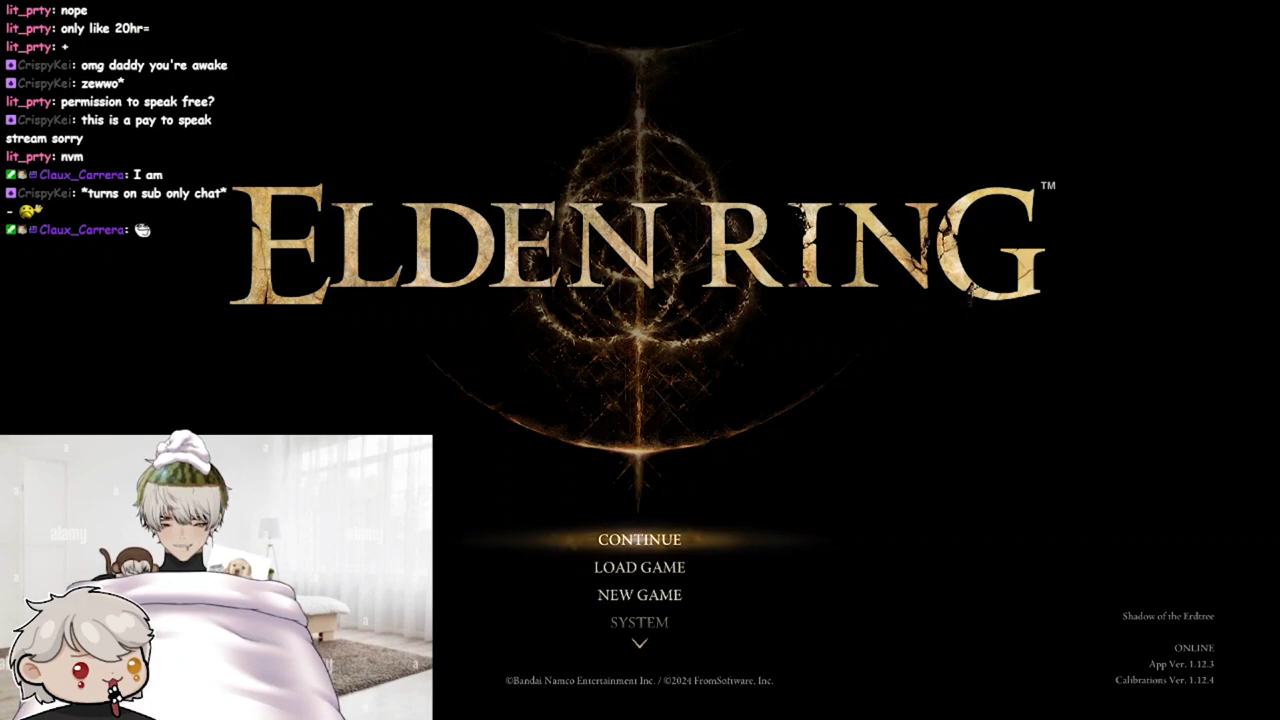 lit_prty: nope
lit_prty: only like 20hr=
lit_prty: +
CrispyKei: omg daddy you're awake
CrispyKei: zewwo*
lit_prty: permission to speak free?
CrispyKei: this is a pay to speak
stream sorry
lit_prty: nvm
Claux_Carrera: I am
CrispyKei: *turns on sub only chat*
-
Claux_Carrera:
ELDEN RING™
alamy
alamy
a
a
a
a
a
CONTINUE
LOAD GAME
NEW GAME
SYSTEM
Shadow of the Erdtree
ONLINE
App Ver. 1.12.3
Calibrations Ver. 1.12.4
©Bandai Namco Entertainment Inc. / ©2024 FromSoftware, Inc.